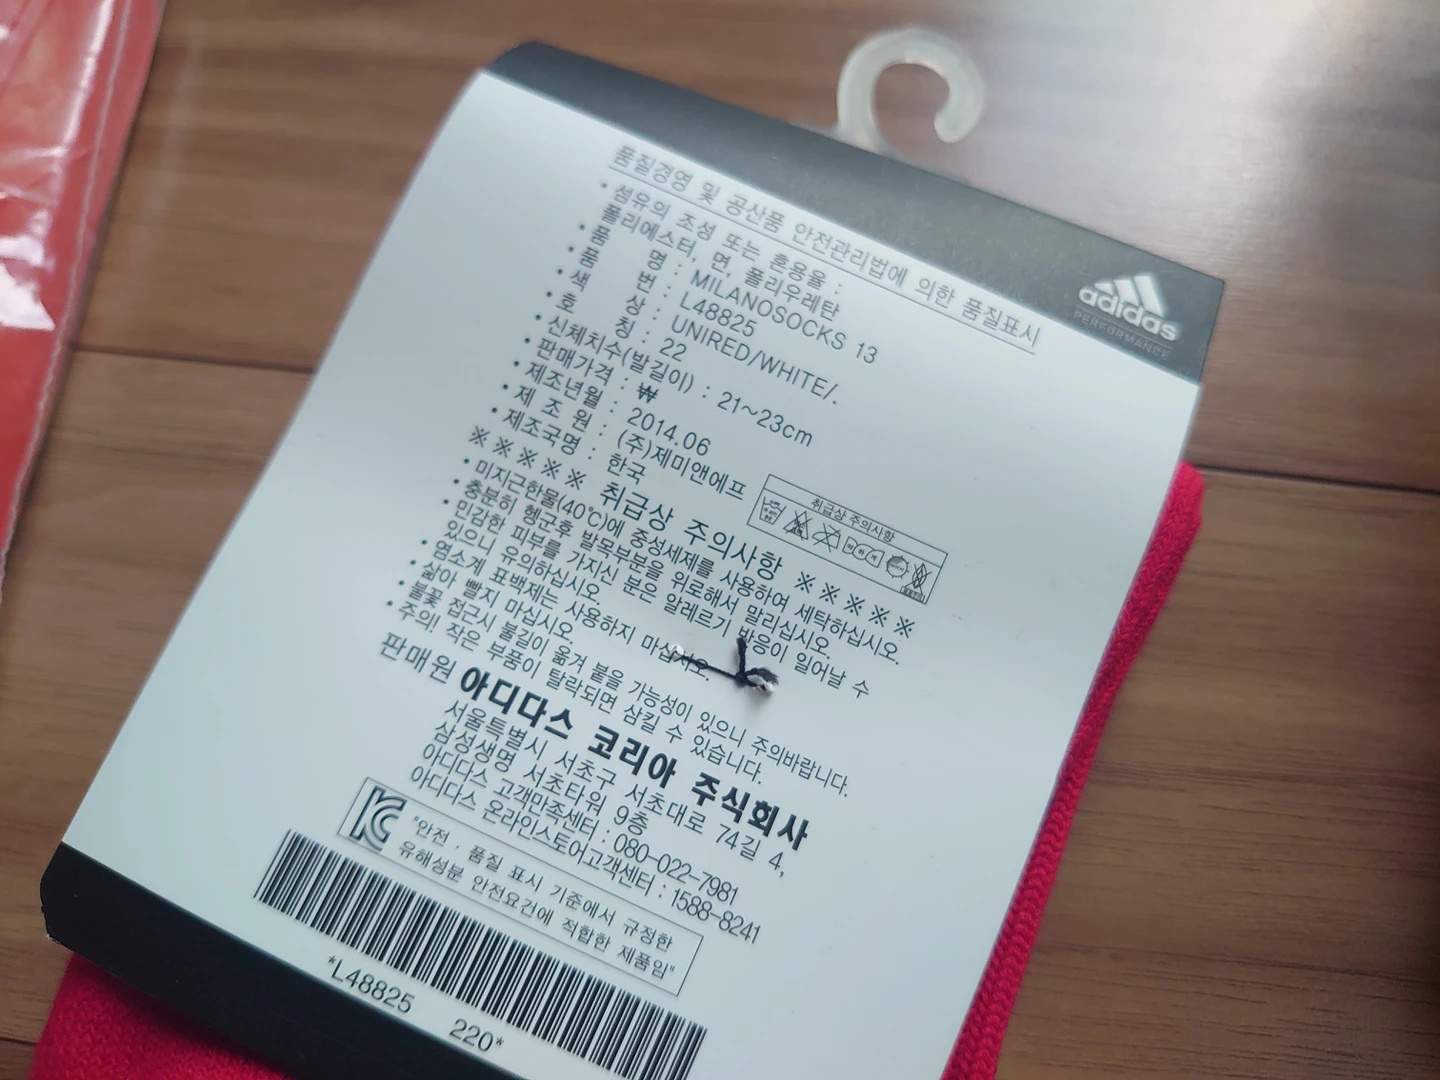 adidas
PERFORMANCE
품질경영 및 공산품 안전관리법에 의한 품질표시
• 섬유의 조성 또는 혼용율 :
폴리에스터, 면, 폴리우레탄
• 품 명 : MILANOSOCKS 13
• 품 번 : L48825
• 색 상 : UNIRED/WHITE/.
• 호 칭 : 22
• 신체치수(발길이) : 21~23cm
• 판매가격 : ₩
• 제조년월 : 2014.06
• 제 조 원 : (주)제미앤에프
• 제조국명 : 한국
취급상 주의사항
약하게
※※※※※ 취급상 주의사항 ※※※※※
• 미지근한물(40℃)에 중성세제를 사용하여 세탁하십시오.
• 충분히 헹군후 발목부분을 위로해서 말리십시오.
• 민감한 피부를 가지신 분은 알레르기 반응이 일어날 수
있으니 유의하십시오.
• 염소계 표백제는 사용하지 마십시오.
• 삶아 빨지 마십시오.
• 불꽃 접근시 불길이 옮겨 붙을 가능성이 있으니 주의바랍니다.
• 주의! 작은 부품이 탈락되면 삼킬 수 있습니다.
판매원 아디다스 코리아 주식회사
서울특별시 서초구 서초대로 74길 4,
삼성생명 서초타워 9층
아디다스 고객만족센터 : 080-022-7981
아디다스 온라인스토어고객센터 : 1588-8241
"안전 · 품질 표시 기준에서 규정한
유해성분 안전요건에 적합한 제품임"
*L48825 220*